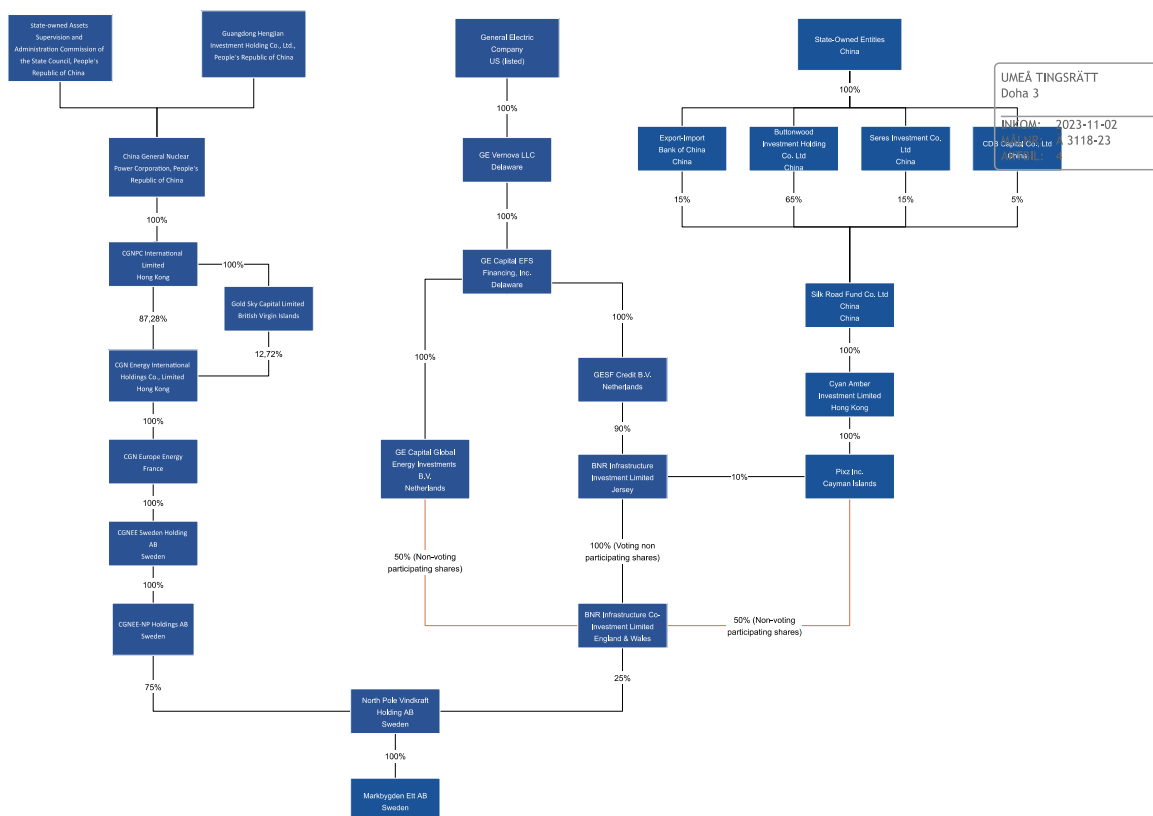 State-owned Assets
Supervision and
Administration Commission of
the State Council, People's
Republic of China
Guangdong Hengjian
Investment Holding Co., Ltd.,
People's Republic of China
General Electric
Company
US (listed)
State-Owned Entities
China
UMEÅ TINGSRÄTT
Doha 3
INKOM: 2023-11-02
MÅLNR: A 3118-23
AKTBIL: 4
100%
100%
China General Nuclear
Power Corporation, People's
Republic of China
GE Vernova LLC
Delaware
Export-Import
Bank of China
China
Buttonwood
Investment Holding
Co. Ltd
China
Seres Investment Co.
Ltd
China
CDB Capital Co., Ltd
China
100%
100%
15%
65%
15%
5%
CGNPC International
Limited
Hong Kong
100%
Gold Sky Capital Limited
British Virgin Islands
87,28%
12,72%
GE Capital EFS
Financing, Inc.
Delaware
100%
100%
Silk Road Fund Co. Ltd
China
China
100%
CGN Energy International
Holdings Co., Limited
Hong Kong
GESF Credit B.V.
Netherlands
Cyan Amber
Investment Limited
Hong Kong
100%
90%
100%
CGN Europe Energy
France
GE Capital Global
Energy Investments
B.V.
Netherlands
BNR Infrastructure
Investment Limited
Jersey
10%
Pixz Inc.
Cayman Islands
100%
CGNEE Sweden Holding
AB
Sweden
50% (Non-voting
participating shares)
100% (Voting non
participating shares)
100%
CGNEE-NP Holdings AB
Sweden
BNR Infrastructure Co-
Investment Limited
England & Wales
50% (Non-voting
participating shares)
75%
25%
North Pole Vindkraft
Holding AB
Sweden
100%
Markbygden Ett AB
Sweden